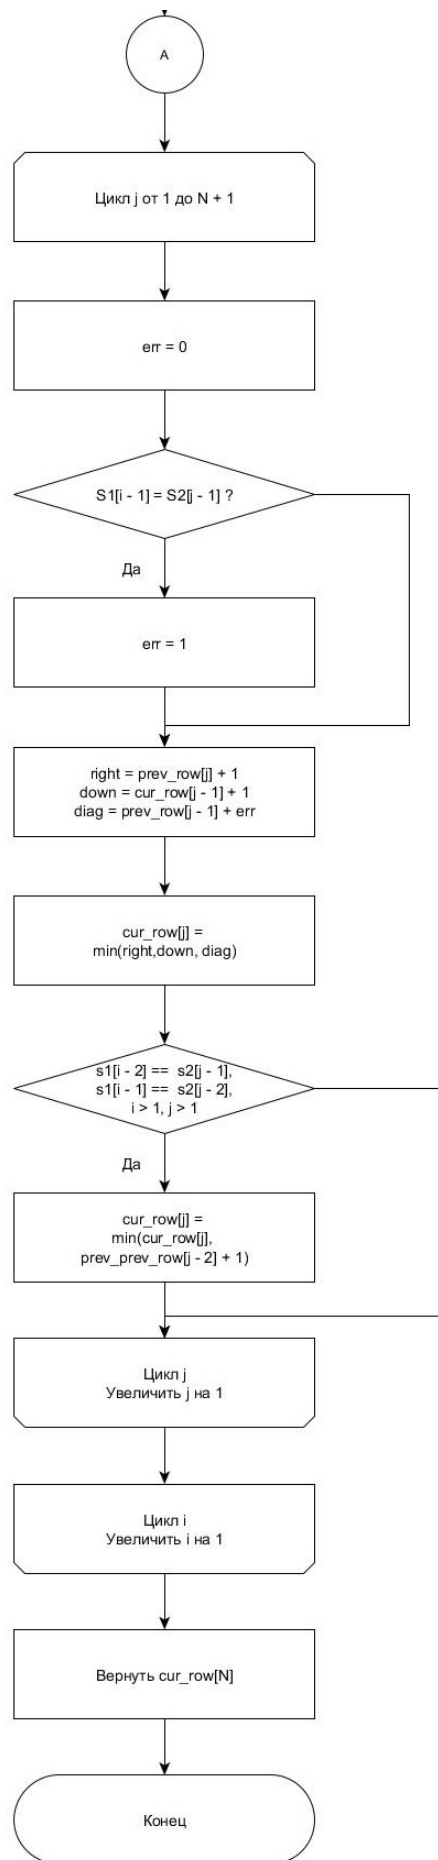 А
Цикл j от 1 до N + 1
err = 0
S1[i - 1] = S2[j - 1] ?
Да
err = 1
right = prev_row[j] + 1
down = cur_row[j - 1] + 1
diag = prev_row[j - 1] + err
cur_row[j] =
min(right,down, diag)
s1[i - 2] == s2[j - 1],
s1[i - 1] == s2[j - 2],
i > 1, j > 1
Да
cur_row[j] =
min(cur_row[j],
prev_prev_row[j - 2] + 1)
Цикл j
Увеличить j на 1
Цикл i
Увеличить i на 1
Вернуть cur_row[N]
Конец